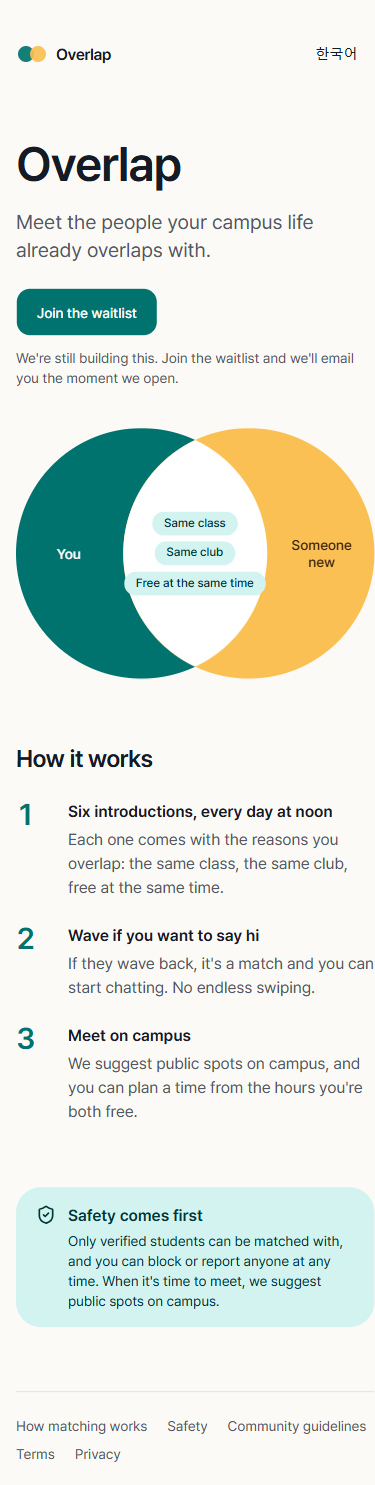 Overlap
한국어
Overlap
Meet the people your campus life
already overlaps with.
Join the waitlist
We're still building this. Join the waitlist and we'll email
you the moment we open.
You
Same class
Same club
Free at the same time
Someone
new
How it works
1
Six introductions, every day at noon
Each one comes with the reasons you
overlap: the same class, the same club,
free at the same time.
2
Wave if you want to say hi
If they wave back, it's a match and you can
start chatting. No endless swiping.
3
Meet on campus
We suggest public spots on campus, and
you can plan a time from the hours you're
both free.
Safety comes first
Only verified students can be matched with,
and you can block or report anyone at any
time. When it's time to meet, we suggest
public spots on campus.
How matching works Safety Community guidelines
Terms Privacy